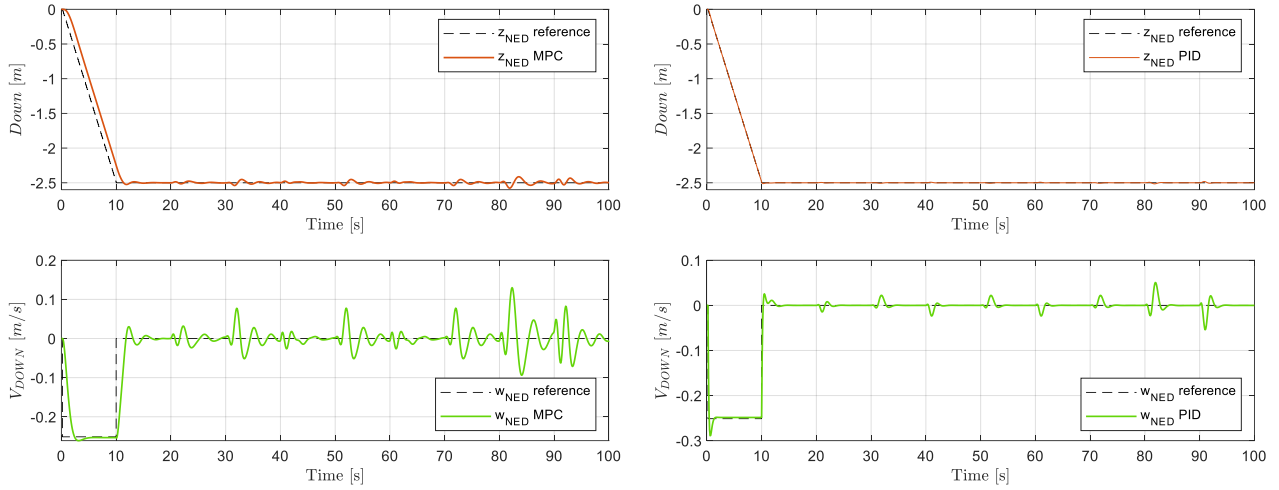 0
-0.5
-1
-1.5
-2
-2.5
Down [m]
z_NED reference
z_NED MPC
0 10 20 30 40 50 60 70 80 90 100
Time [s]
0
-0.5
-1
-1.5
-2
-2.5
Down [m]
z_NED reference
z_NED PID
0 10 20 30 40 50 60 70 80 90 100
Time [s]
0.2
0.1
0
-0.1
-0.2
V_DOWN [m/s]
w_NED reference
w_NED MPC
0 10 20 30 40 50 60 70 80 90 100
Time [s]
0.1
0
-0.1
-0.2
-0.3
V_DOWN [m/s]
w_NED reference
w_NED PID
0 10 20 30 40 50 60 70 80 90 100
Time [s]